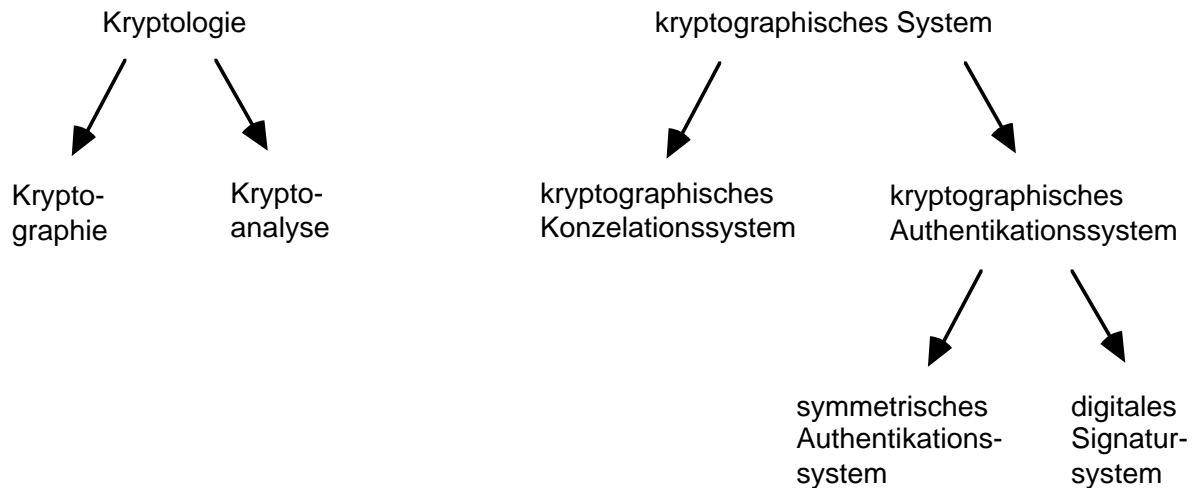 Kryptologie
kryptographisches System
Krypto-
graphie
Krypto-
analyse
kryptographisches
Konzelationssystem
kryptographisches
Authentikationssystem
symmetrisches
Authentikations-
system
digitales
Signatur-
system